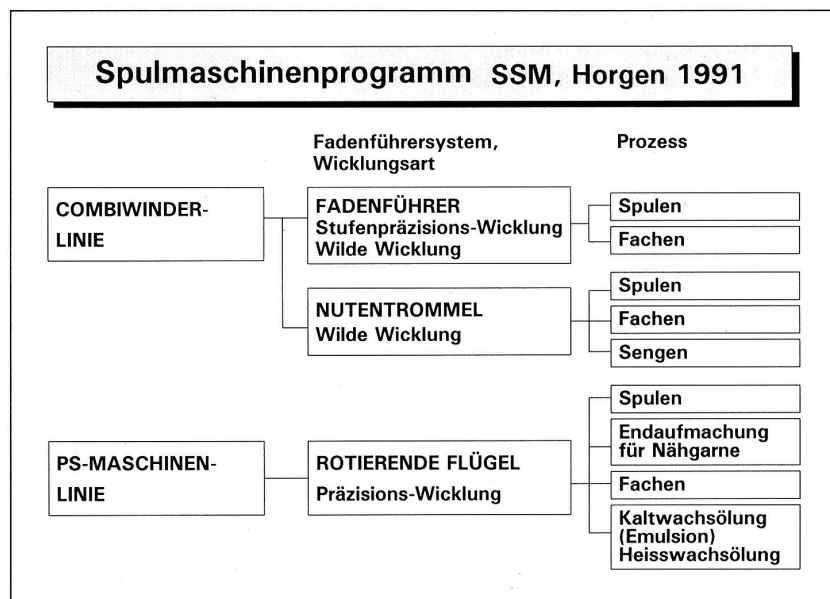 Spulmaschinenprogramm SSM, Horgen 1991
Fadenführersystem,
Wicklungsart
Prozess
COMBIWINDER-
LINIE
FADENFÜHRER
Stufenpräzisions-Wicklung
Wilde Wicklung
Spulen
Fachen
NUTENTROMMEL
Wilde Wicklung
Spulen
Fachen
Sengen
PS-MASCHINEN-
LINIE
ROTIERENDE FLÜGEL
Präzisions-Wicklung
Spulen
Endaufmachung
für Nähgarne
Fachen
Kaltwachsölung
(Emulsion)
Heisswachsölung